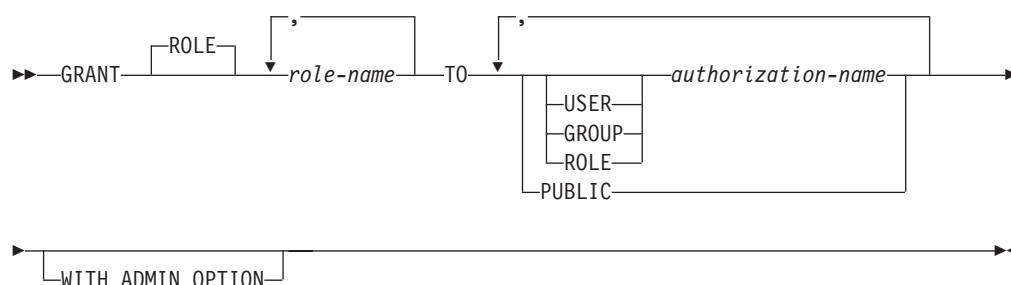 , ,
ROLE
GRANT role-name TO authorization-name
USER
GROUP
ROLE
PUBLIC
WITH ADMIN OPTION